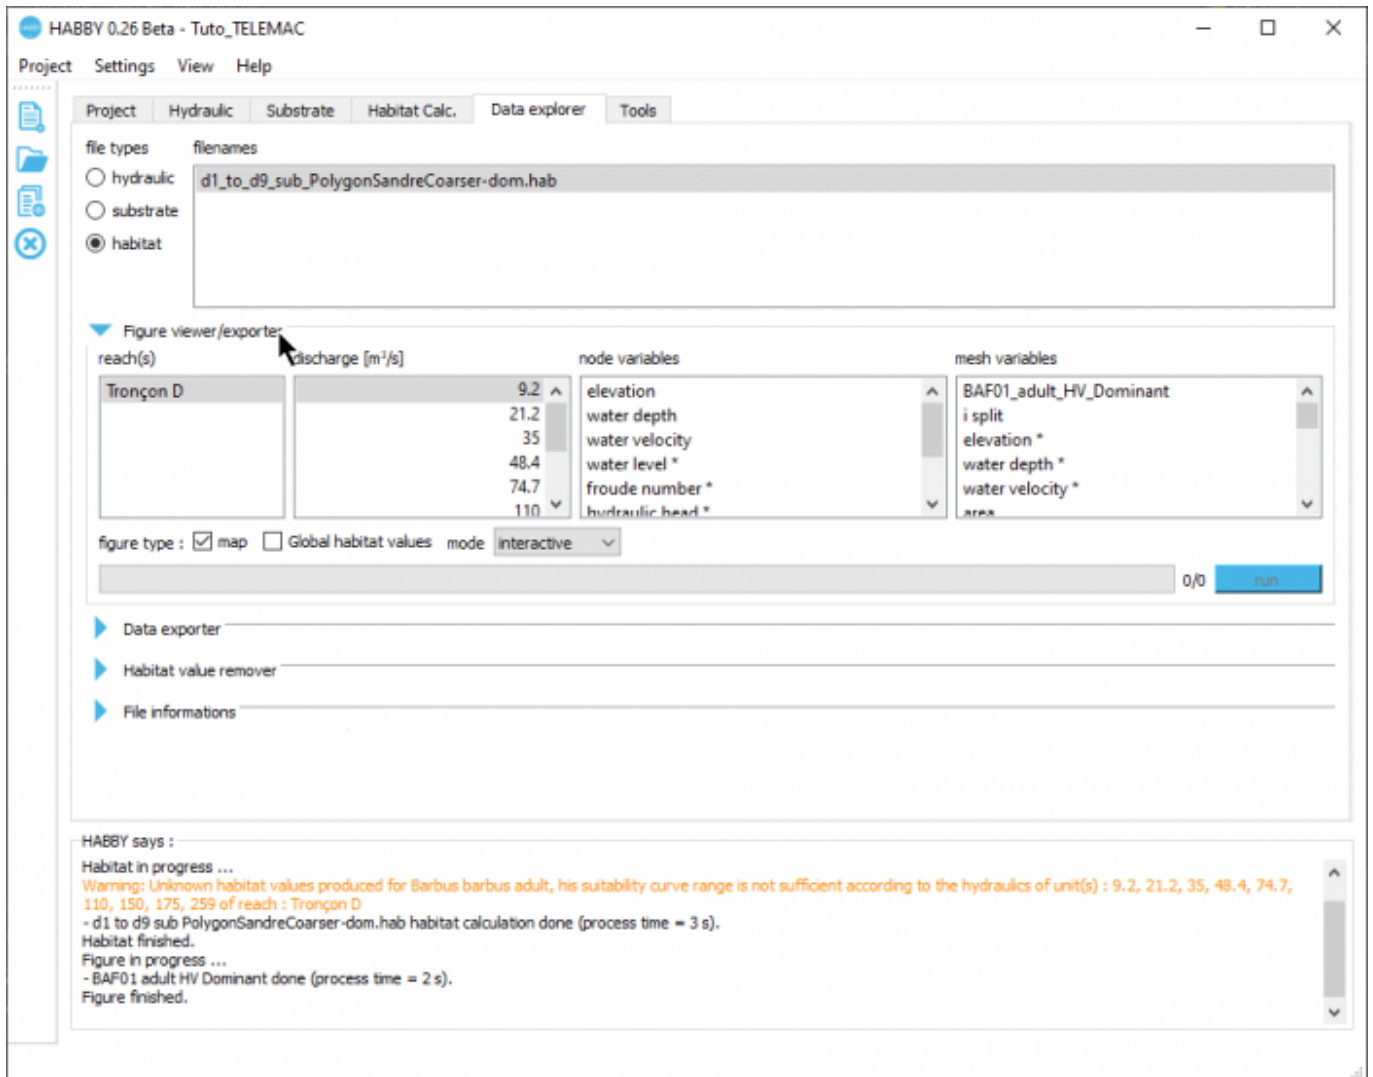 HABBY 0.26 Beta - Tuto_TELEMAC
Project Settings View Help
Project Hydraulic Substrate Habitat Calc. Data explorer Tools
file types filenames
hydraulic d1_to_d9_sub_PolygonSandreCoarser-dom.hab
substrate
habitat
Figure viewer/exporter
reach(s) discharge [m³/s] node variables mesh variables
Tronçon D 9.2 elevation BAF01_adult_HV_Dominant
21.2 water depth i split
35 water velocity elevation *
48.4 water level * water depth *
74.7 froude number * water velocity *
110 hydraulic head * area
figure type : map Global habitat values mode interactive
0/0 run
Data exporter
Habitat value remover
File informations
HABBY says :
Habitat in progress ...
Warning: Unknown habitat values produced for Barbus barbus adult, his suitability curve range is not sufficient according to the hydraulics of unit(s) : 9.2, 21.2, 35, 48.4, 74.7,
110, 150, 175, 259 of reach : Tronçon D
- d1 to d9 sub PolygonSandreCoarser-dom.hab habitat calculation done (process time = 3 s).
Habitat finished.
Figure in progress ...
- BAF01 adult HV Dominant done (process time = 2 s).
Figure finished.